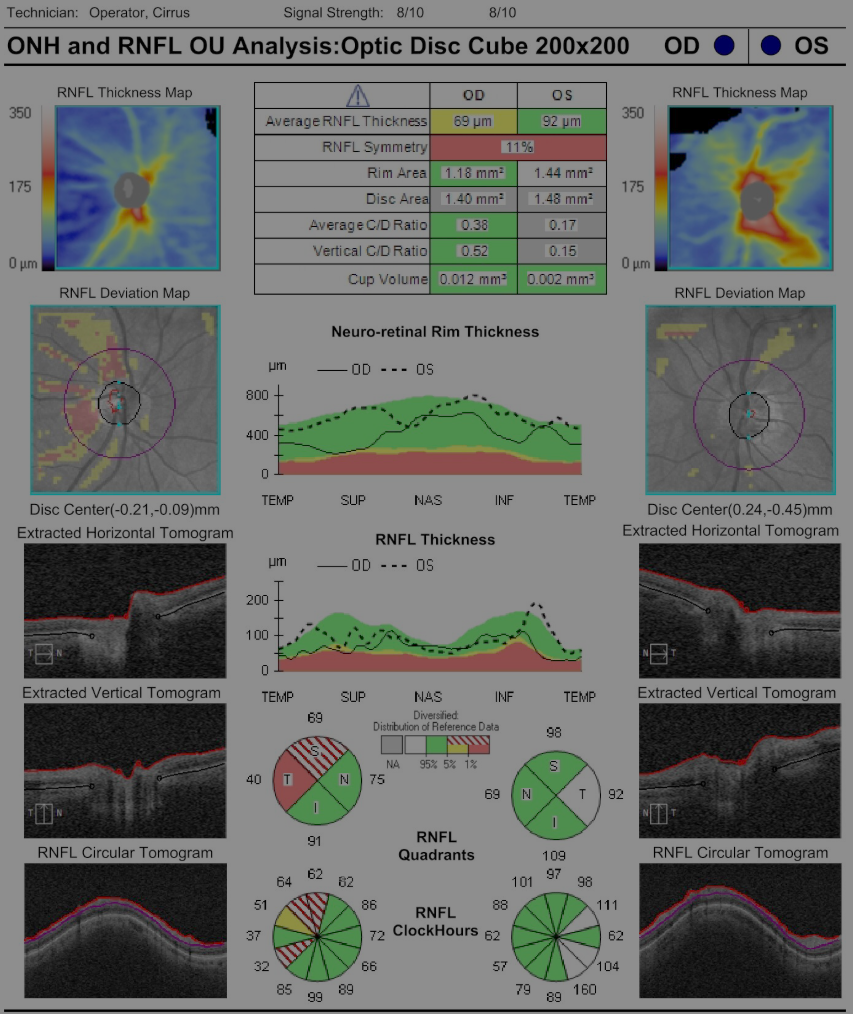 Technician: Operator, Cirrus Signal Strength: 8/10 8/10
ONH and RNFL OU Analysis:Optic Disc Cube 200x200 OD OS
RNFL Thickness Map
350
175
0 µm
OD OS
Average RNFL Thickness 69 µm 92 µm
RNFL Symmetry 11%
Rim Area 1.18 mm² 1.44 mm²
Disc Area 1.40 mm² 1.48 mm²
Average C/D Ratio 0.38 0.17
Vertical C/D Ratio 0.52 0.15
Cup Volume 0.012 mm³ 0.002 mm³
RNFL Thickness Map
350
175
0 µm
RNFL Deviation Map
Disc Center(-0.21,-0.09)mm
Neuro-retinal Rim Thickness
µm OD OS
800
400
0
TEMP SUP NAS INF TEMP
RNFL Deviation Map
Disc Center(0.24,-0.45)mm
Extracted Horizontal Tomogram
T N
RNFL Thickness
µm OD OS
200
100
0
TEMP SUP NAS INF TEMP
Extracted Horizontal Tomogram
N T
Extracted Vertical Tomogram
T N
69
S
40 T N 75
I
91
Diversified:
Distribution of Reference Data
NA 95% 5% 1%
98
S
69 N T 92
I
109
RNFL
Quadrants
Extracted Vertical Tomogram
N T
RNFL Circular Tomogram
62
64 82
51 86
37 72
32 66
85 89
99
RNFL
ClockHours
97
101 98
88 111
62 62
57 104
79 160
89
RNFL Circular Tomogram